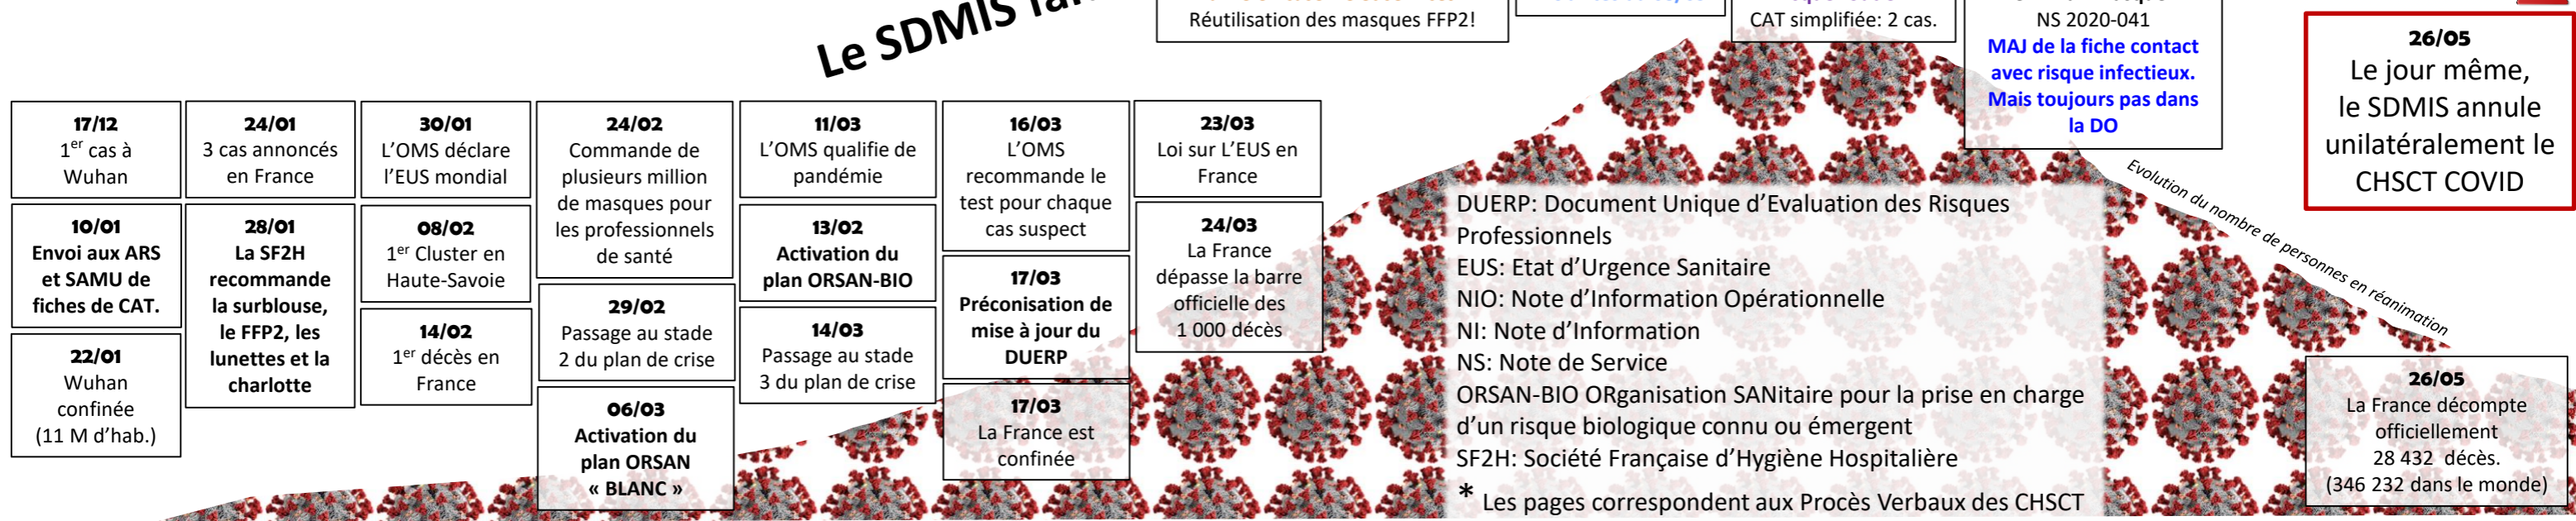 Le SDMIS
Réutilisation des masques FFP2!
CAT simplifiée: 2 cas.
NS 2020-041
MAJ de la fiche contact
avec risque infectieux.
Mais toujours pas dans
la DO
26/05
Le jour même,
le SDMIS annule
unilatéralement le
CHSCT COVID
17/12
1er cas à
Wuhan
10/01
Envoi aux ARS
et SAMU de
fiches de CAT.
22/01
Wuhan
confinée
(11 M d’hab.)
24/01
3 cas annoncés
en France
28/01
La SF2H
recommande
la surblouse,
le FFP2, les
lunettes et la
charlotte
30/01
L’OMS déclare
l’EUS mondial
08/02
1er Cluster en
Haute-Savoie
14/02
1er décès en
France
24/02
Commande de
plusieurs million
de masques pour
les professionnels
de santé
29/02
Passage au stade
2 du plan de crise
06/03
Activation du
plan ORSAN
« BLANC »
11/03
L’OMS qualifie de
pandémie
13/02
Activation du
plan ORSAN-BIO
14/03
Passage au stade
3 du plan de crise
16/03
L’OMS
recommande le
test pour chaque
cas suspect
17/03
Préconisation de
mise à jour du
DUERP
17/03
La France est
confinée
23/03
Loi sur L’EUS en
France
24/03
La France
dépasse la barre
officielle des
1 000 décès
DUERP: Document Unique d’Evaluation des Risques
Professionnels
EUS: Etat d’Urgence Sanitaire
NIO: Note d’Information Opérationnelle
NI: Note d’Information
NS: Note de Service
ORSAN-BIO ORganisation SANitaire pour la prise en charge
d’un risque biologique connu ou émergent
SF2H: Société Française d’Hygiène Hospitalière
* Les pages correspondent aux Procès Verbaux des CHSCT
Evolution du nombre de personnes en réanimation
26/05
La France décompte
officiellement
28 432 décès.
(346 232 dans le monde)